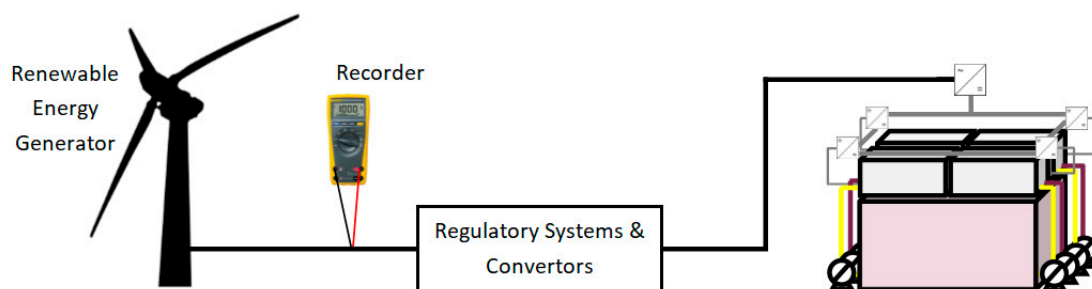 Renewable
Energy
Generator
Recorder
1000
Regulatory Systems &
Convertors